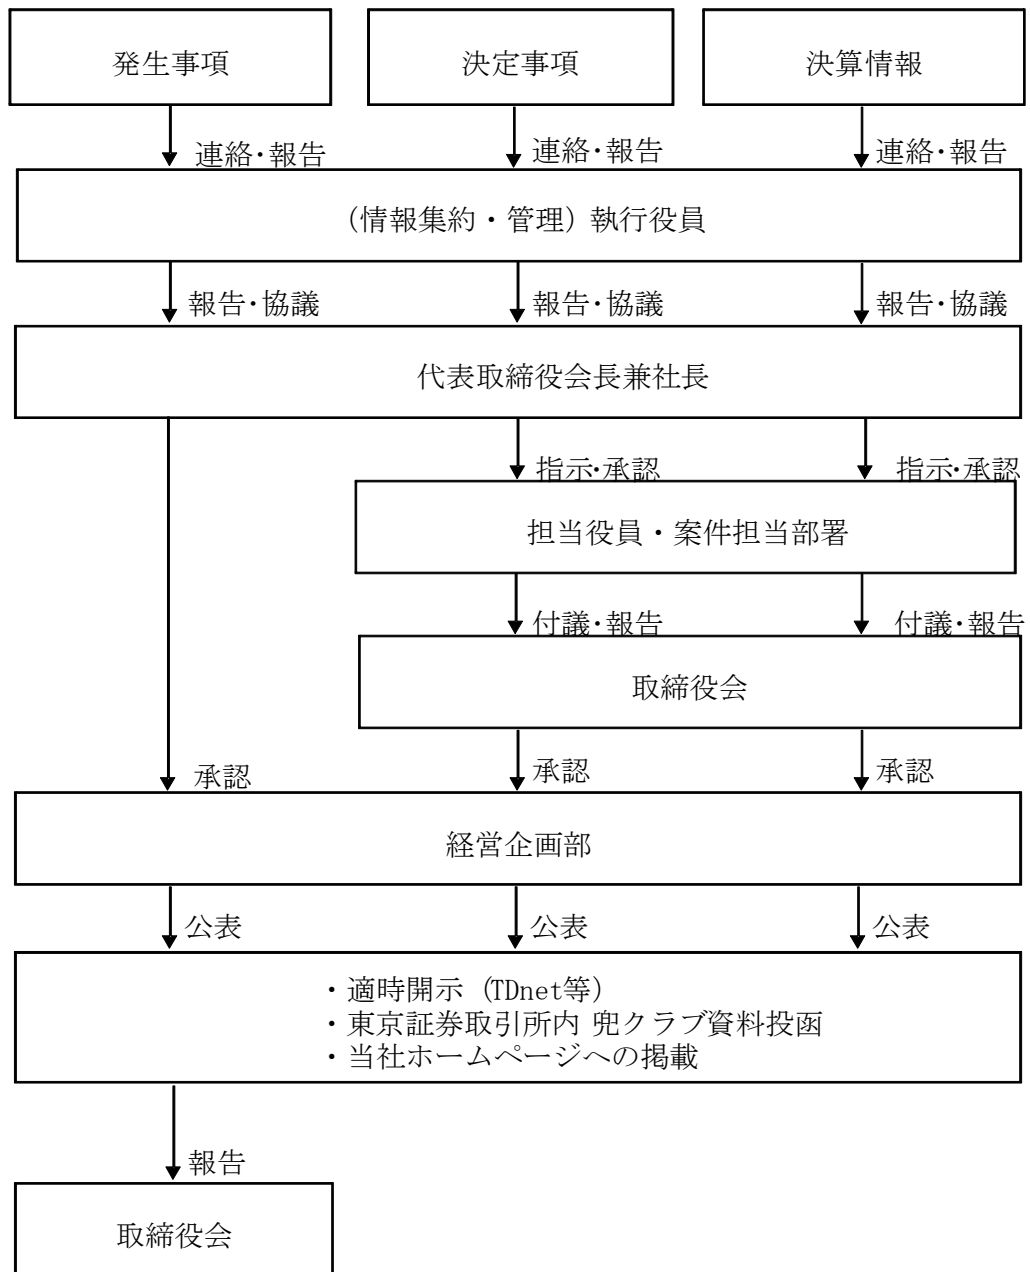 発生事項
決定事項
決算情報
連絡・報告
連絡・報告
連絡・報告
(情報集約・管理) 執行役員
報告・協議
報告・協議
報告・協議
代表取締役会長兼社長
指示・承認
指示・承認
担当役員・案件担当部署
付議・報告
付議・報告
取締役会
承認
承認
承認
経営企画部
公表
公表
公表
・適時開示 (TDnet等)
・東京証券取引所内 兜クラブ資料投函
・当社ホームページへの掲載
報告
取締役会